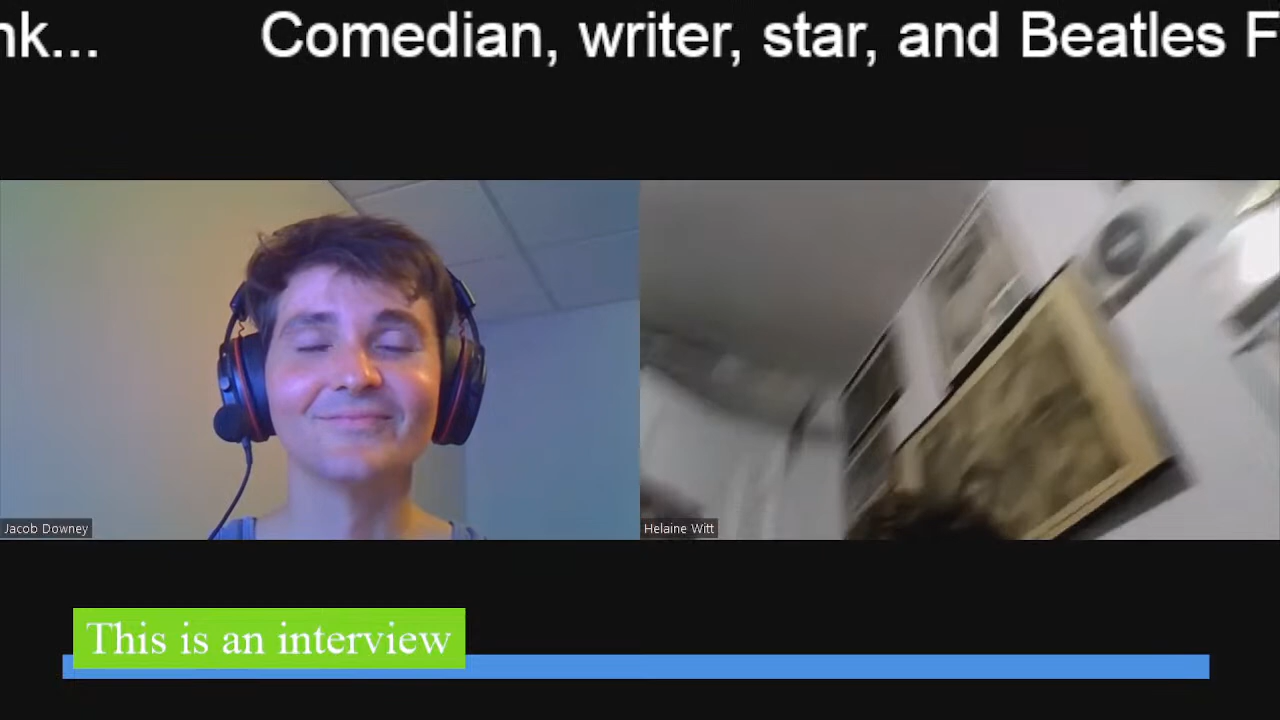 nk... Comedian, writer, star, and Beatles F
Jacob Downey
Helaine Witt
This is an interview